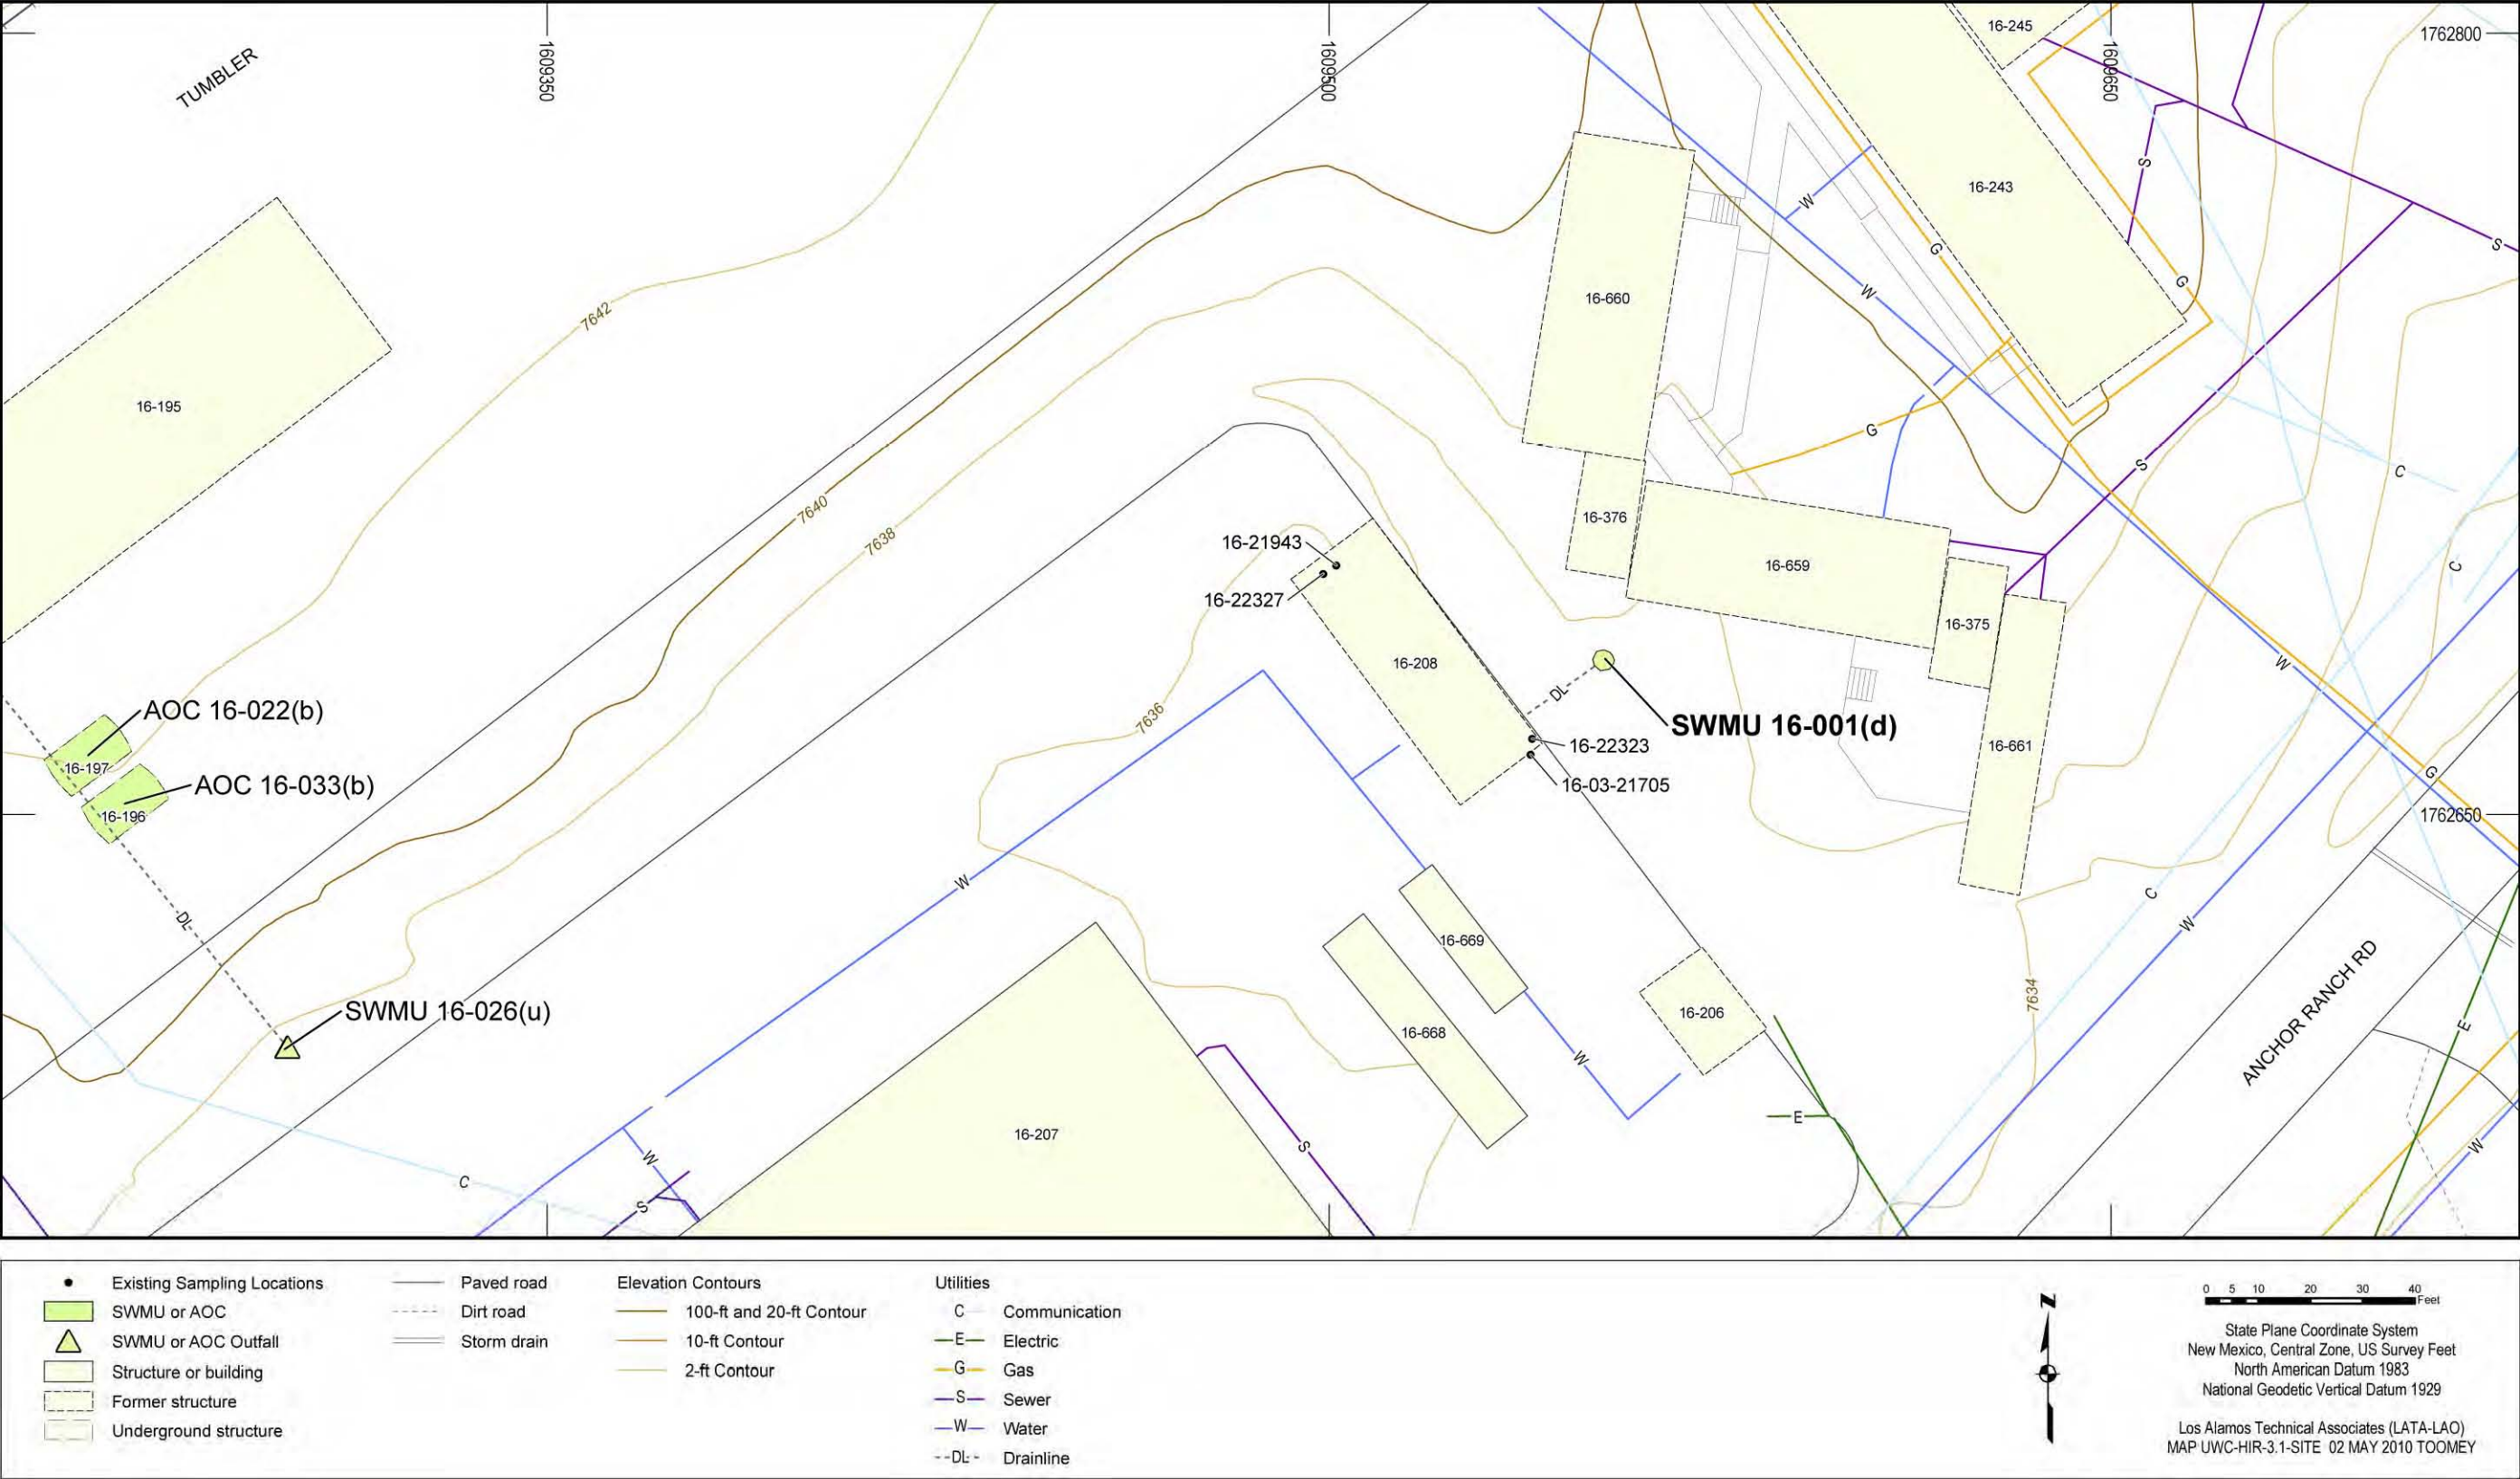 TUMBLER
1609350
1609500
1609650
1762800
16-245
16-243
S
W
G
W
G
S
16-660
7642
16-195
G
S
C
7640
7638
16-376
16-21943
16-22327
16-659
C
16-375
16-208
DL
W
7636
AOC 16-022(b)
16-197
AOC 16-033(b)
16-196
SWMU 16-001(d)
16-22323
16-03-21705
16-661
G
1762650
W
C
W
DL
16-669
16-668
16-206
7634
ANCHOR RANCH RD
E
SWMU 16-026(u)
W
E
16-207
S
W
W
C
S
Existing Sampling Locations
SWMU or AOC
SWMU or AOC Outfall
Structure or building
Former structure
Underground structure
Paved road
Dirt road
Storm drain
Elevation Contours
100-ft and 20-ft Contour
10-ft Contour
2-ft Contour
Utilities
C Communication
E Electric
G Gas
S Sewer
W Water
DL Drainline
N
0 5 10 20 30 40
Feet
State Plane Coordinate System
New Mexico, Central Zone, US Survey Feet
North American Datum 1983
National Geodetic Vertical Datum 1929
Los Alamos Technical Associates (LATA-LAO)
MAP UWC-HIR-3.1-SITE 02 MAY 2010 TOOMEY